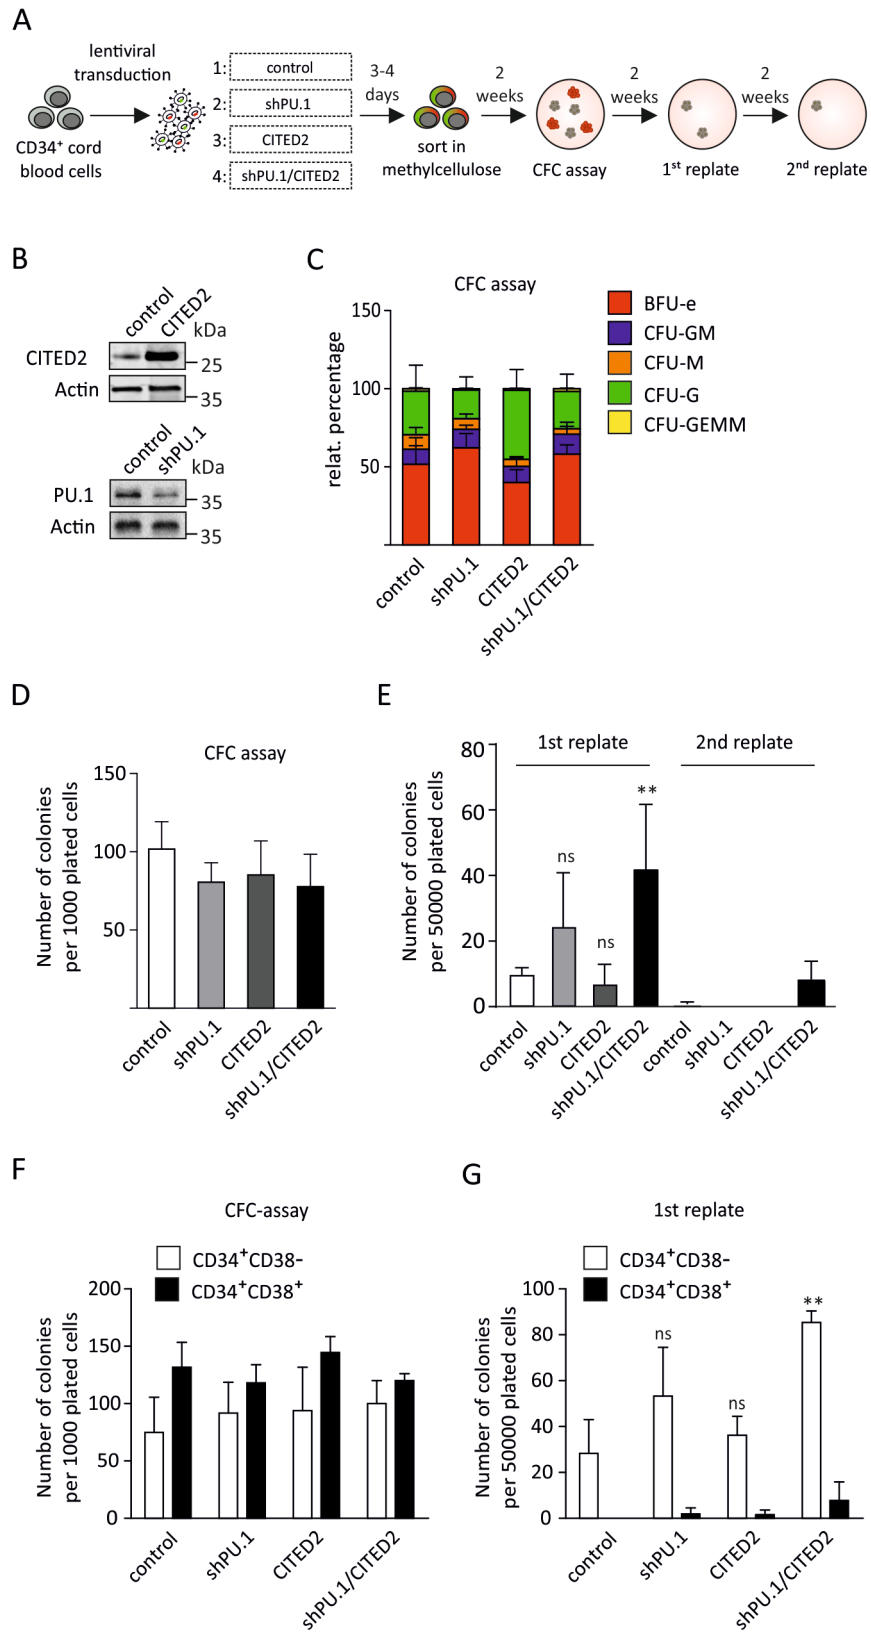 A
lentiviral
transduction
CD34+ cord
blood cells
1: control
2: shPU.1
3: CITED2
4: shPU.1/CITED2
3-4
days
sort in
methylcellulose
2
weeks
CFC assay
2
weeks
1st replate
2
weeks
2nd replate
B
control
CITED2
kDa
CITED2
25
Actin
35
control
shPU.1
kDa
PU.1
35
Actin
35
C
CFC assay
relat. percentage
150
100
50
control
shPU.1
CITED2
shPU.1/CITED2
BFU-e
CFU-GM
CFU-M
CFU-G
CFU-GEMM
D
CFC assay
Number of colonies
per 1000 plated cells
150
100
50
control
shPU.1
CITED2
shPU.1/CITED2
E
1st replate
2nd replate
Number of colonies
per 50000 plated cells
80
60
40
20
0
ns
ns
**
control
shPU.1
CITED2
shPU.1/CITED2
control
shPU.1
CITED2
shPU.1/CITED2
F
CFC-assay
CD34+CD38-
CD34+CD38+
Number of colonies
per 1000 plated cells
200
150
100
50
0
control
shPU.1
CITED2
shPU.1/CITED2
G
1st replate
CD34+CD38-
CD34+CD38+
Number of colonies
per 50000 plated cells
100
80
60
40
20
0
ns
ns
**
control
shPU.1
CITED2
shPU.1/CITED2